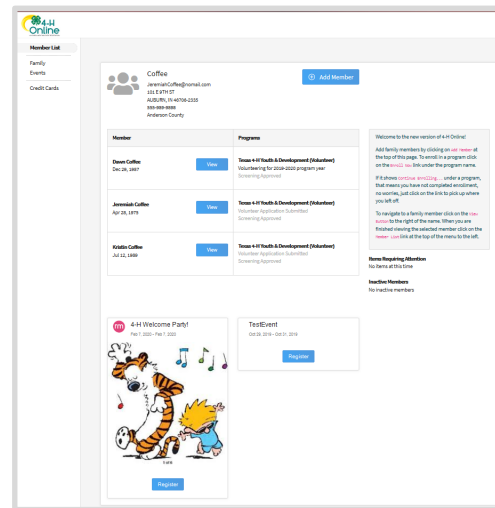 4-H
Online
Member List
Family
Events
Credit Cards
Coffee
JeremiahCoffee@nomail.com
101 E 9TH ST
AUBURN, IN 46706-2335
888-888-8888
Anderson County
Add Member
Member
Programs
Dawn Coffee
Dec 29, 1987
View
Texas 4-H Youth & Development (Volunteer)
Volunteering for 2019-2020 program year
Screening Approved
Jeremiah Coffee
Apr 28, 1975
View
Texas 4-H Youth & Development (Volunteer)
Volunteer Application Submitted
Screening Approved
Kristin Coffee
Jul 12, 1989
View
Texas 4-H Youth & Development (Volunteer)
Volunteer Application Submitted
Screening Approved
Welcome to the new version of 4-H Online!
Add family members by clicking on Add Member at
the top of this page. To enroll in a program click
on the Enroll Now link under the program name.
If it shows Continue Enrolling... under a program,
that means you have not completed enrollment,
no worries, just click on the link to pick up where
you left off.
To navigate to a family member click on the View
Button to the right of the name. When you are
finished viewing the selected member click on the
Member List link at the top of the menu to the left.
Items Requiring Attention
No items at this time
Inactive Members
No inactive members
4-H Welcome Party!
Feb 7, 2020 - Feb 7, 2020
Register
TestEvent
Oct 29, 2019 - Oct 31, 2019
Register